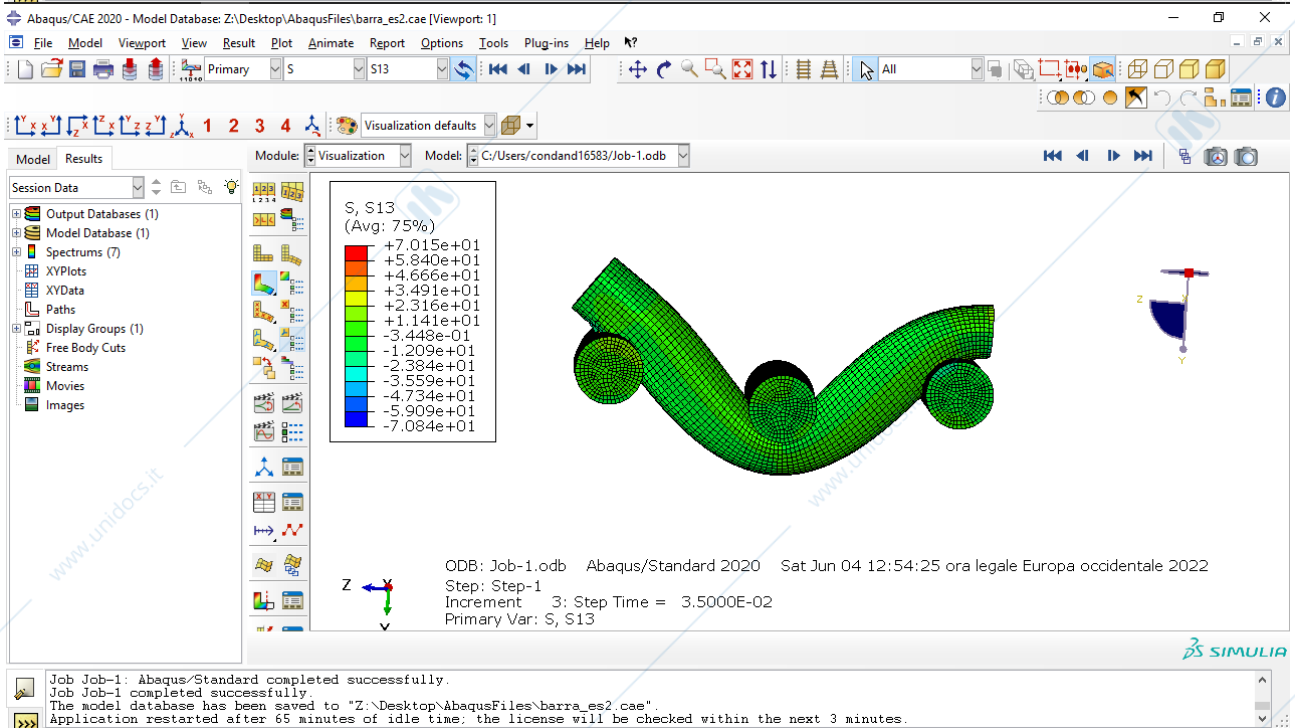 Abaqus/CAE 2020 - Model Database: Z:\Desktop\AbaqusFiles\barra_es2.cae [Viewport: 1]
File Model Viewport View Result Plot Animate Report Options Tools Plug-ins Help
Primary S S13 All
1 2 3 4 Visualization defaults
Model Results
Module: Visualization Model: C:/Users/condand16583/Job-1.odb
Session Data
Output Databases (1)
Model Database (1)
Spectrums (7)
XYPlots
XYData
Paths
Display Groups (1)
Free Body Cuts
Streams
Movies
Images
S, S13
(Avg: 75%)
+7.015e+01
+5.840e+01
+4.666e+01
+3.491e+01
+2.316e+01
+1.141e+01
-3.448e-01
-1.209e+01
-2.384e+01
-3.559e+01
-4.734e+01
-5.909e+01
-7.084e+01
Z
Y
Y
Z
Y
Y
ODB: Job-1.odb Abaqus/Standard 2020 Sat Jun 04 12:54:25 ora legale Europa occidentale 2022
Step: Step-1
Increment 3: Step Time = 3.5000E-02
Primary Var: S, S13
SIMULIA
Job Job-1: Abaqus/Standard completed successfully.
Job Job-1 completed successfully.
The model database has been saved to "Z:\Desktop\AbaqusFiles\barra_es2.cae".
Application restarted after 65 minutes of idle time; the license will be checked within the next 3 minutes.
www.unidocs.it